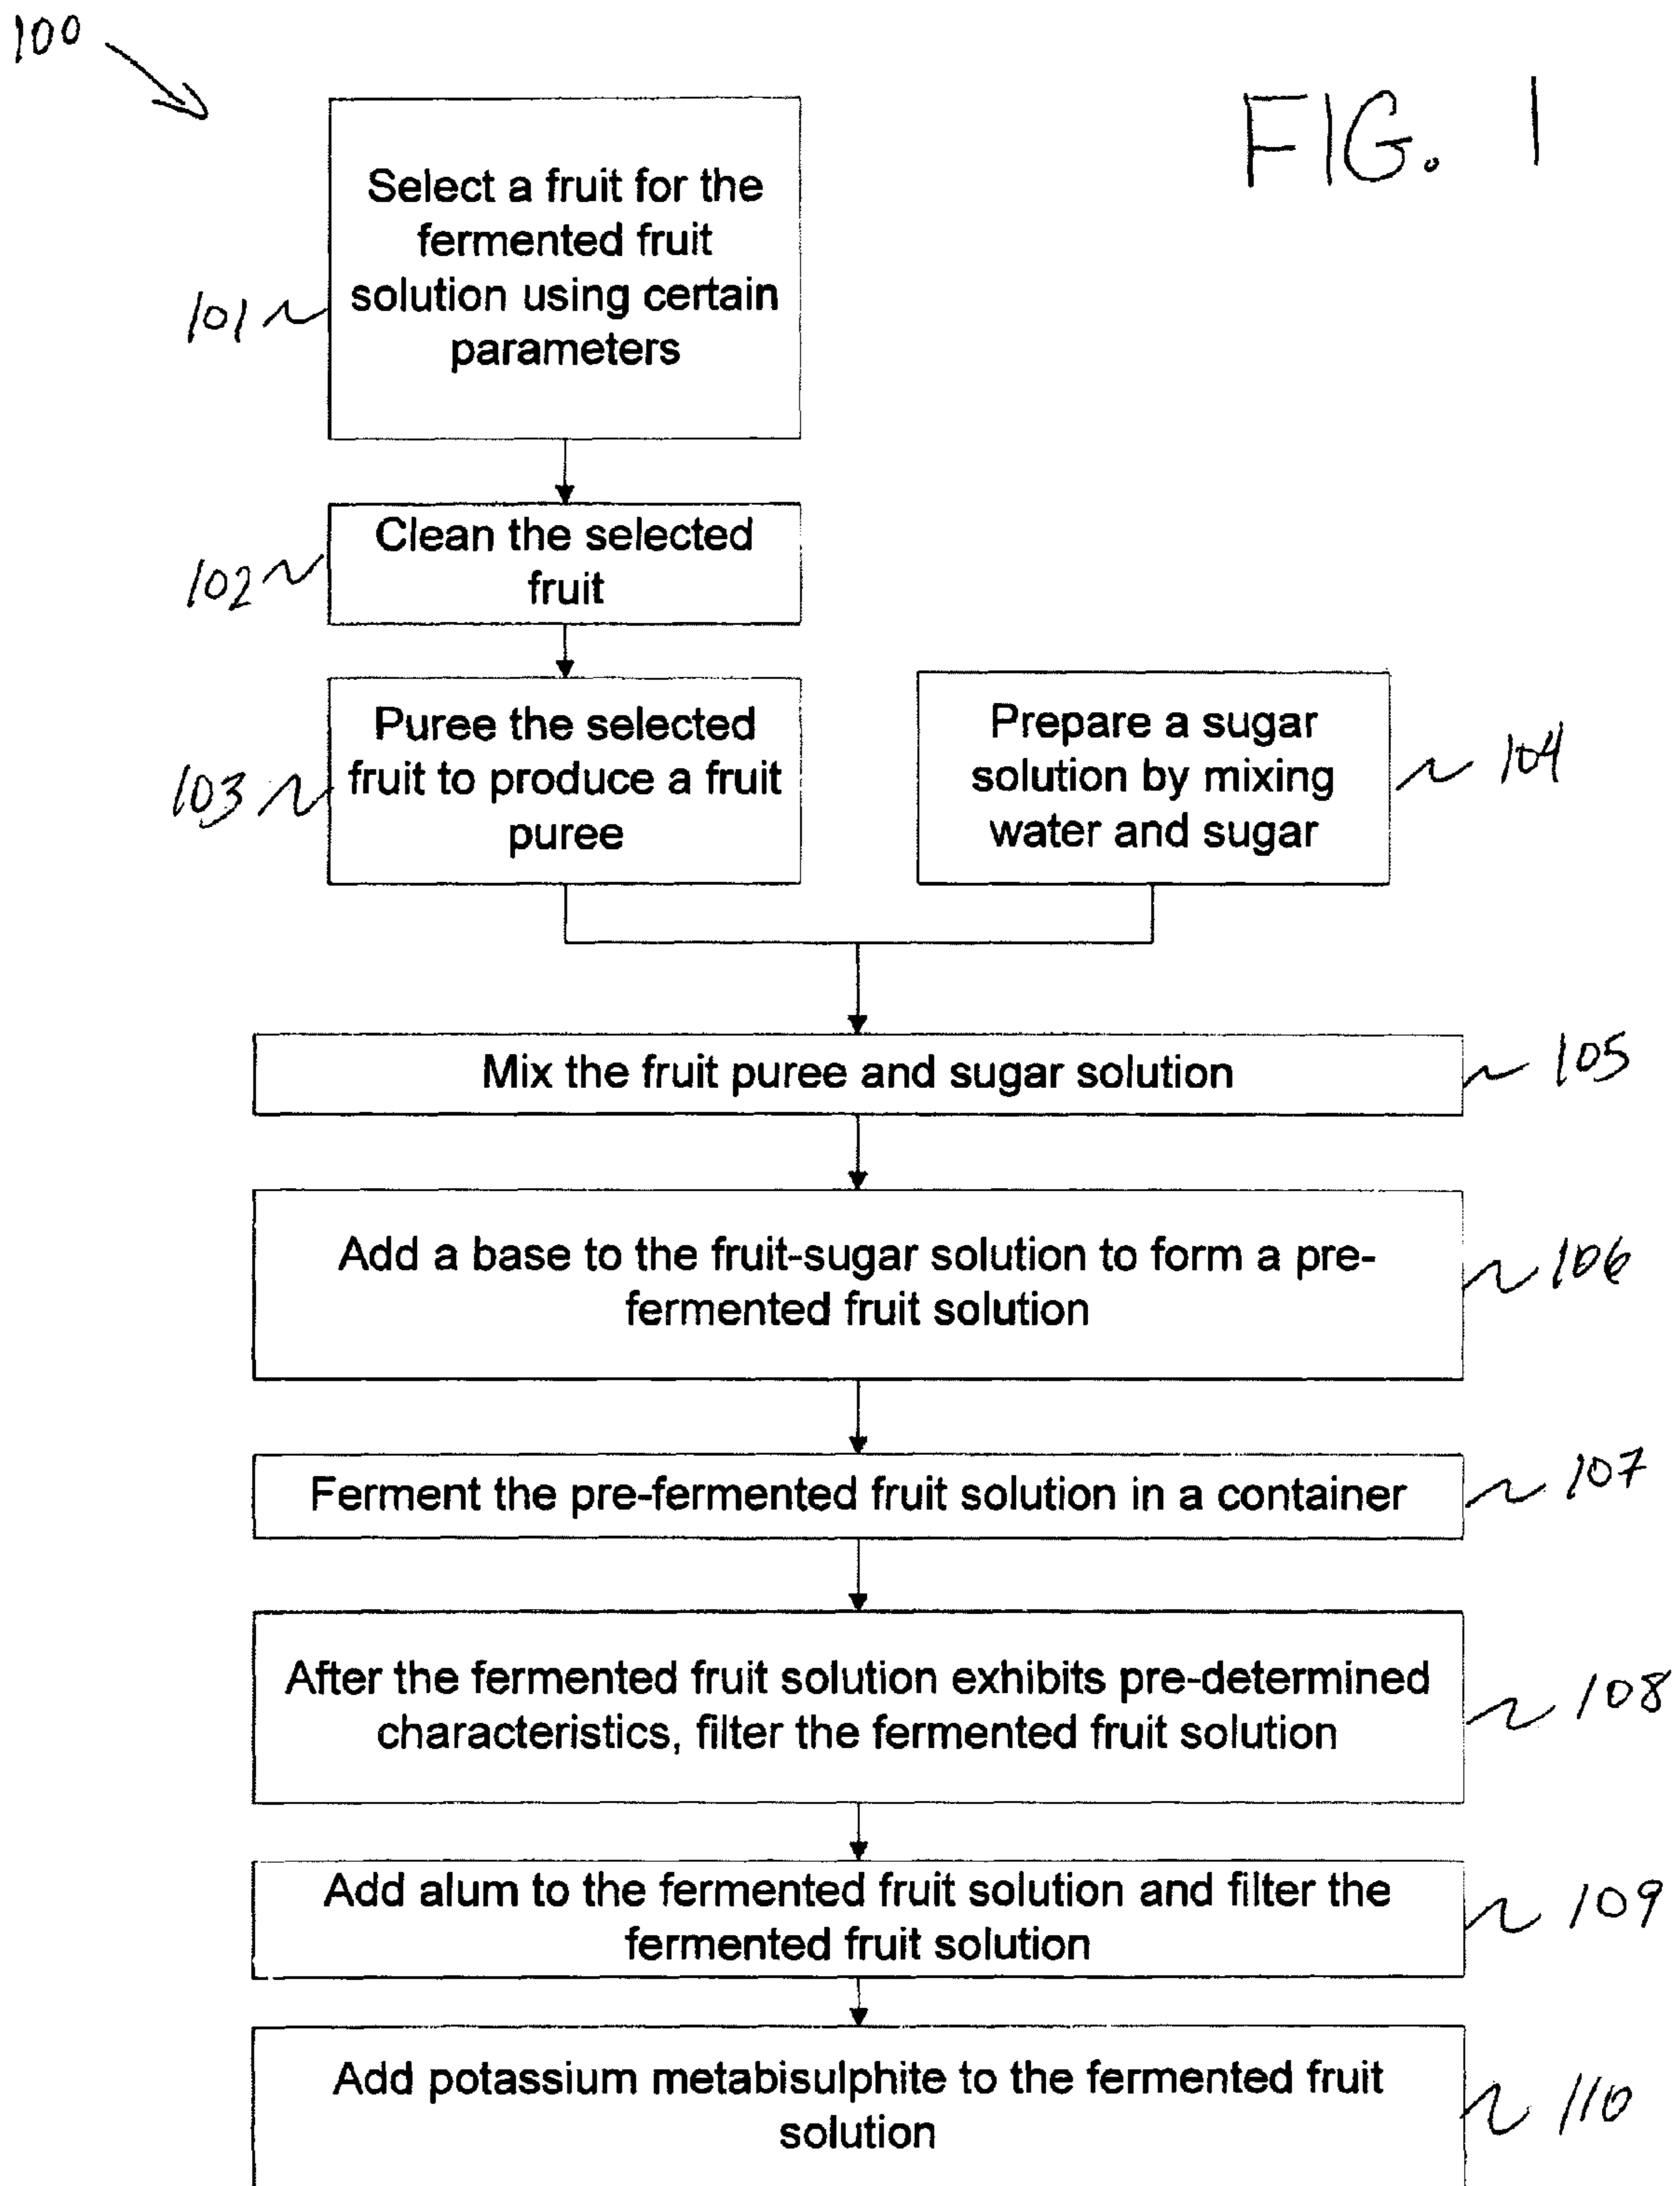 100
FIG. 1
Select a fruit for the
fermented fruit
solution using certain
parameters
101
Clean the selected
fruit
102
Puree the selected
fruit to produce a fruit
puree
103
Prepare a sugar
solution by mixing
water and sugar
104
Mix the fruit puree and sugar solution
105
Add a base to the fruit-sugar solution to form a pre-
fermented fruit solution
106
Ferment the pre-fermented fruit solution in a container
107
After the fermented fruit solution exhibits pre-determined
characteristics, filter the fermented fruit solution
108
Add alum to the fermented fruit solution and filter the
fermented fruit solution
109
Add potassium metabisulphite to the fermented fruit
solution
110